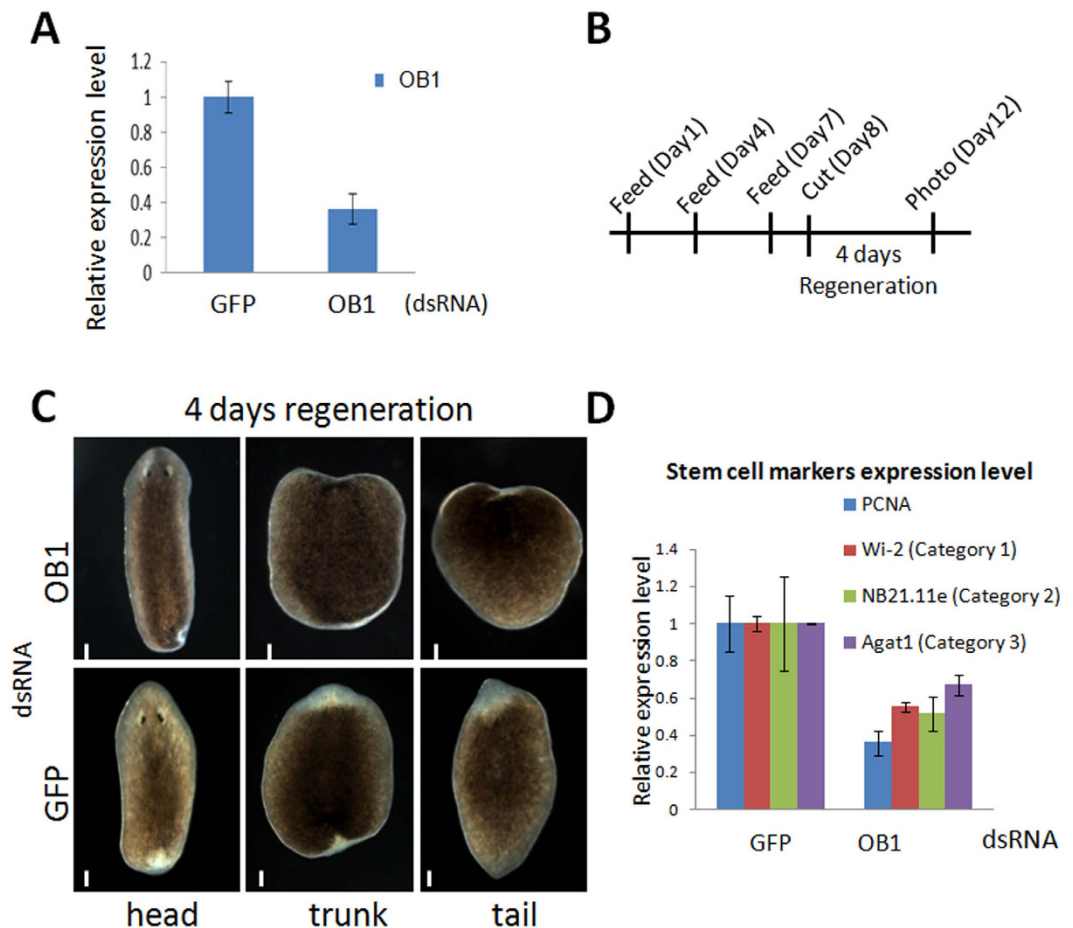 A
Relative expression level
1.2
1
0.8
0.6
0.4
0.2
0
OB1
GFP
OB1
(dsRNA)
B
Feed (Day1)
Feed (Day4)
Feed (Day7)
Cut (Day8)
Photo (Day12)
4 days
Regeneration
C
4 days regeneration
dsRNA
OB1
GFP
head
trunk
tail
D
Stem cell markers expression level
PCNA
Wi-2 (Category 1)
NB21.11e (Category 2)
Agat1 (Category 3)
Relative expression level
1.4
1.2
1
0.8
0.6
0.4
0.2
0
GFP
OB1
dsRNA